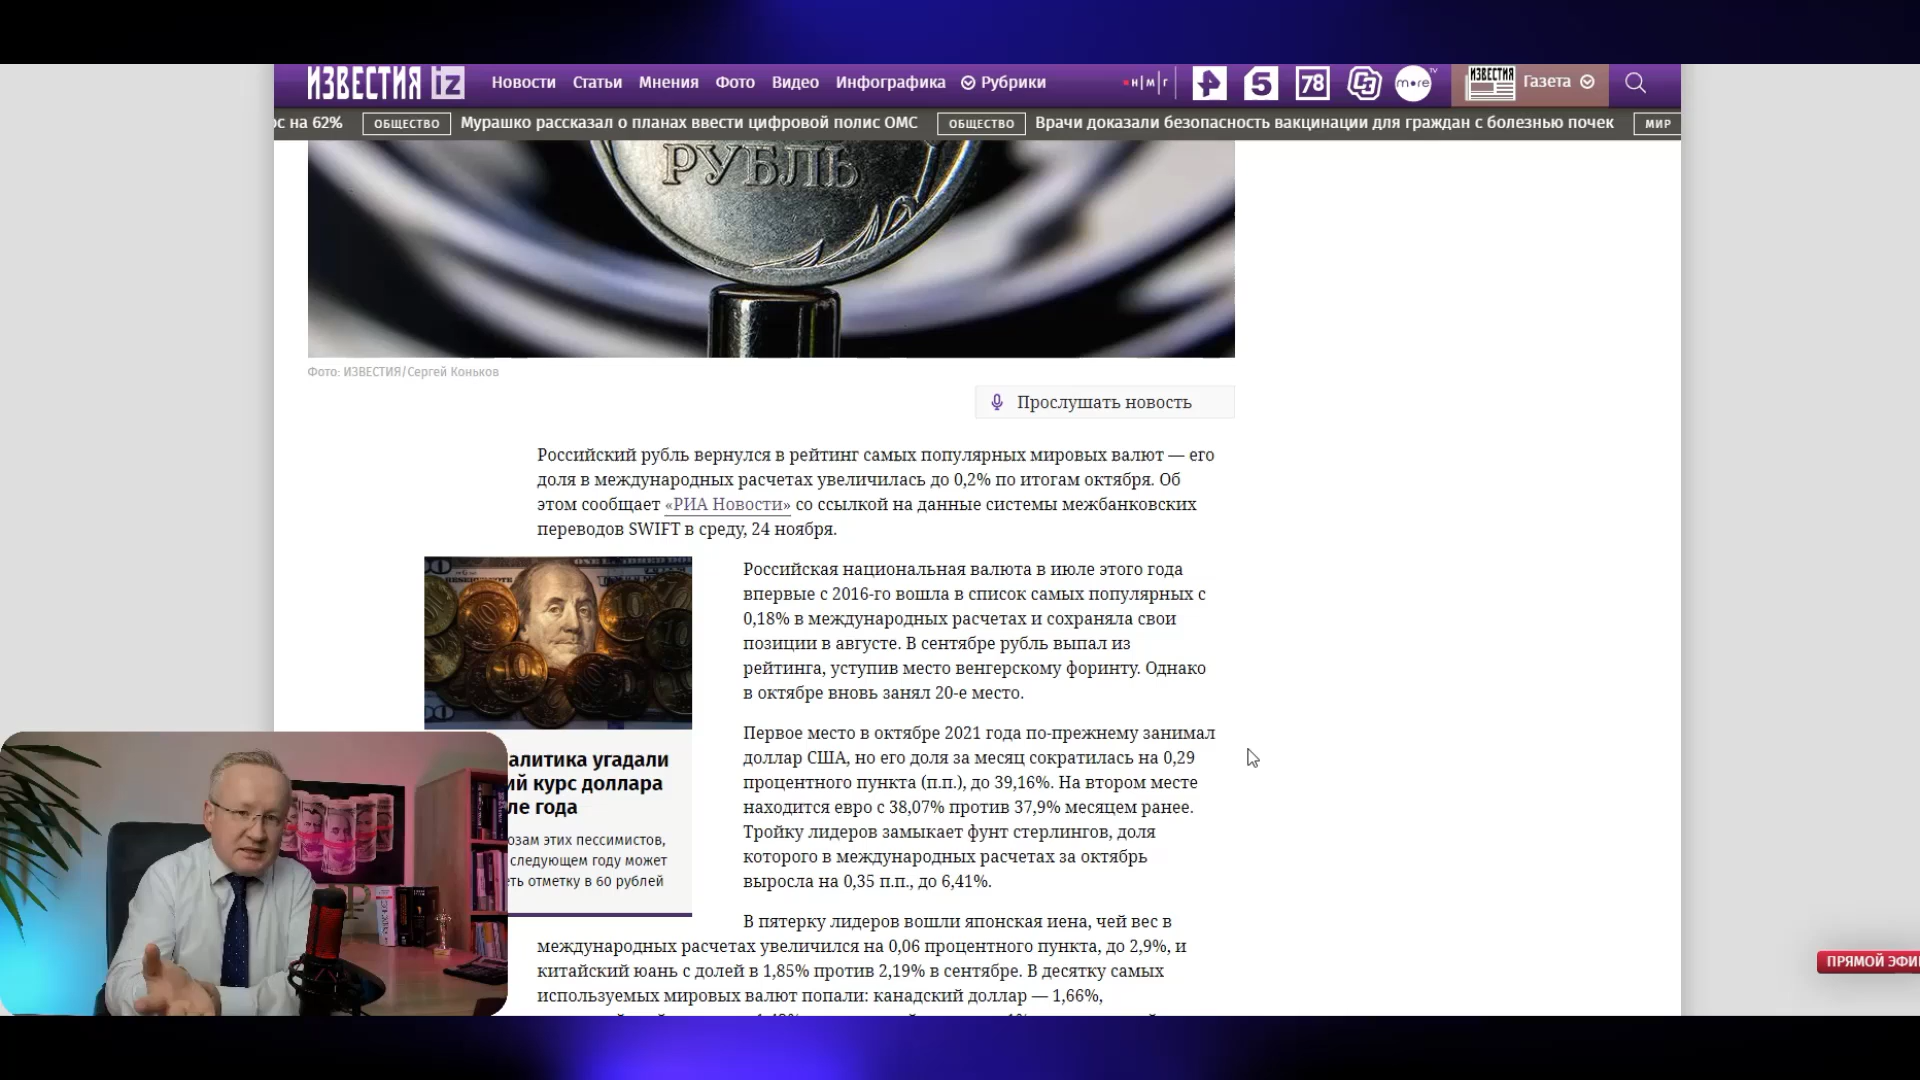 ИЗВЕСТИЯ iz
Новости Статьи Мнения Фото Видео Инфографика Рубрики
н|м|г
5
78
more TV
ИЗВЕСТИЯ
Газета
на 62% ОБЩЕСТВО Мурашко рассказал о планах ввести цифровой полис ОМС ОБЩЕСТВО Врачи доказали безопасность вакцинации для граждан с болезнью почек МИР
РУБЛЬ
Фото: ИЗВЕСТИЯ/Сергей Коньков
Прослушать новость
Российский рубль вернулся в рейтинг самых популярных мировых валют — его
доля в международных расчетах увеличилась до 0,2% по итогам октября. Об
этом сообщает «РИА Новости» со ссылкой на данные системы межбанковских
переводов SWIFT в среду, 24 ноября.
Российская национальная валюта в июле этого года
впервые с 2016-го вошла в список самых популярных с
0,18% в международных расчетах и сохраняла свои
позиции в августе. В сентябре рубль выпал из
рейтинга, уступив место венгерскому форинту. Однако
в октябре вновь занял 20-е место.
Первое место в октябре 2021 года по-прежнему занимал
доллар США, но его доля за месяц сократилась на 0,29
процентного пункта (п.п.), до 39,16%. На втором месте
находится евро с 38,07% против 37,9% месяцем ранее.
Тройку лидеров замыкает фунт стерлингов, доля
которого в международных расчетах за октябрь
выросла на 0,35 п.п., до 6,41%.
алитика угадали
ий курс доллара
ле года
озам этих пессимистов,
следующем году может
ть отметку в 60 рублей
В пятерку лидеров вошли японская иена, чей вес в
международных расчетах увеличился на 0,06 процентного пункта, до 2,9%, и
китайский юань с долей в 1,85% против 2,19% в сентябре. В десятку самых
используемых мировых валют попали: канадский доллар — 1,66%,
ПРЯМОЙ ЭФИ